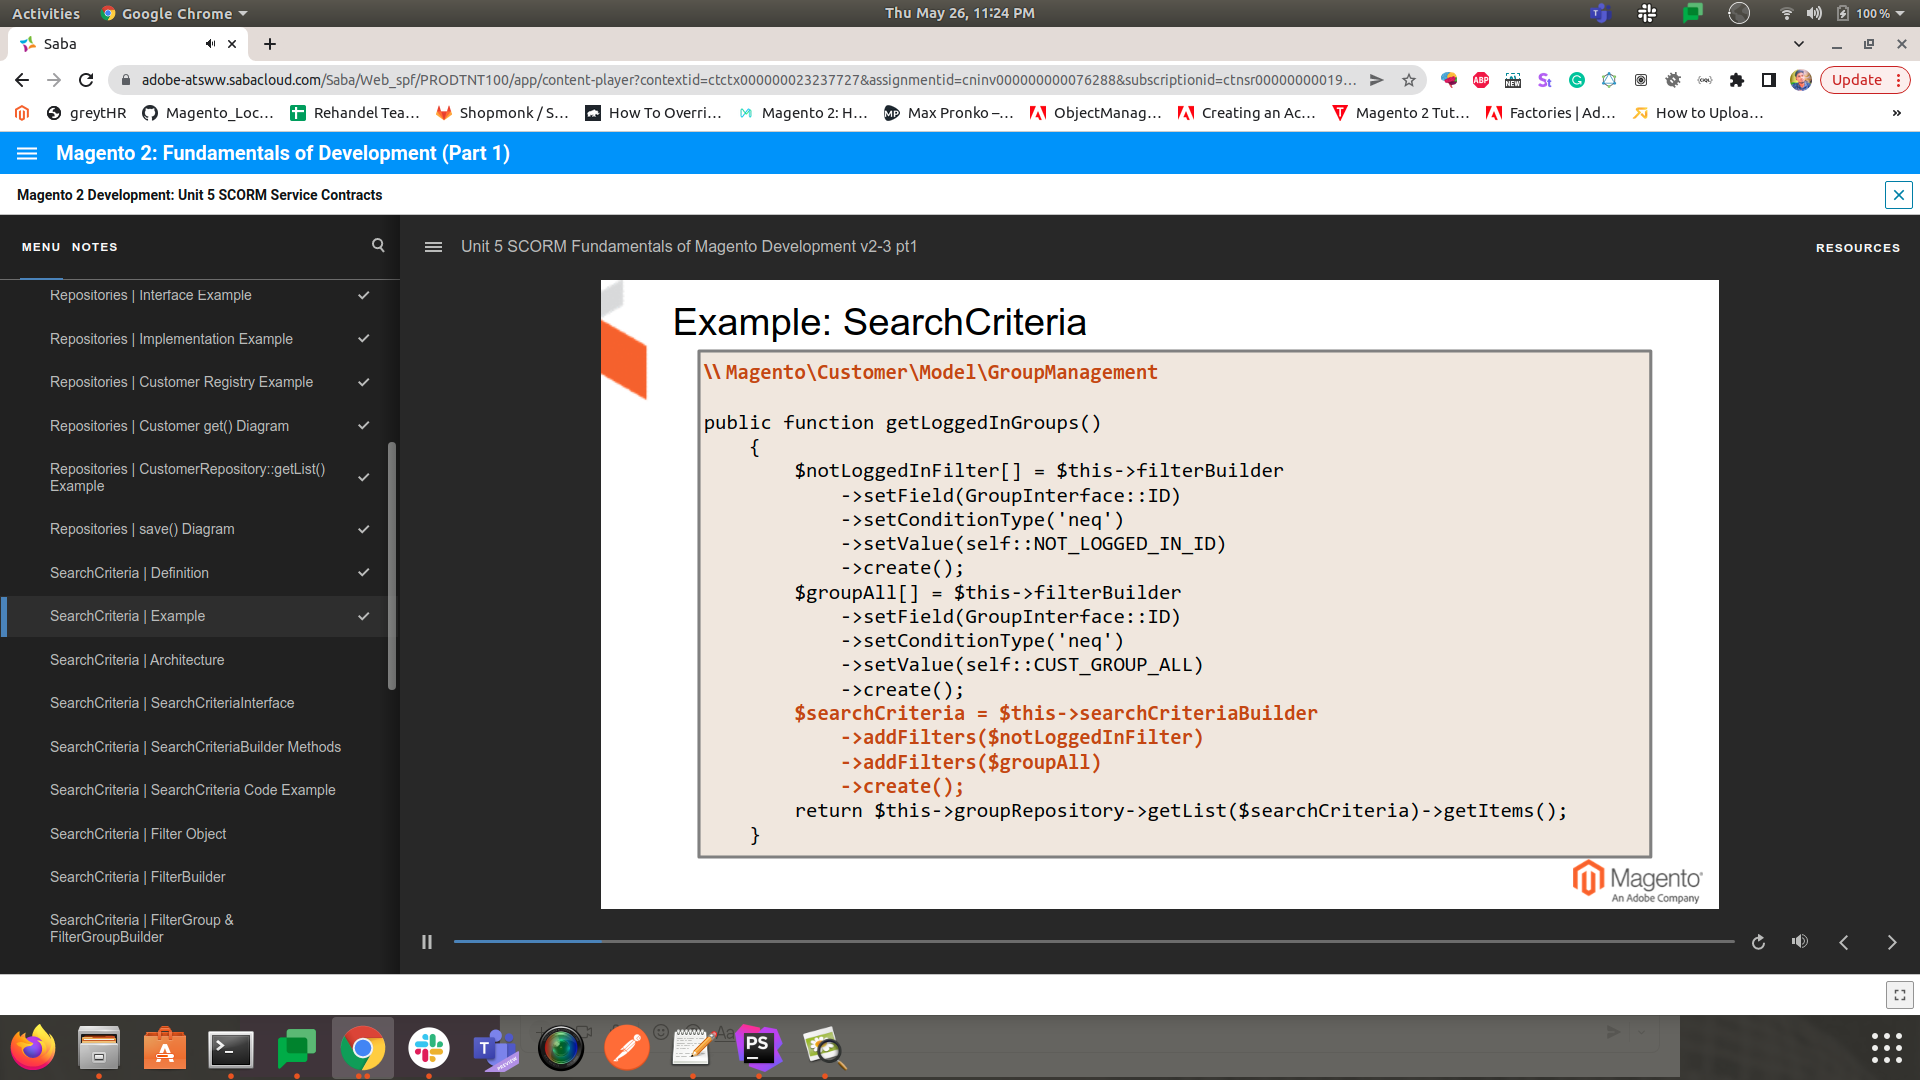 Activities Google Chrome Thu May 26, 11:24 PM 100 %
Saba
adobe-atsww.sabacloud.com/Saba/Web_spf/PRODTNT100/app/content-player?contextid=ctctx000000023237727&assignmentid=cninv000000000076288&subscriptionid=ctnsr00000000019... Update
greytHR Magento_Loc... Rehandel Tea... Shopmonk / S... How To Overri... Magento 2: H... Max Pronko –... ObjectManag... Creating an Ac... Magento 2 Tut... Factories | Ad... How to Uploa... »
Magento 2: Fundamentals of Development (Part 1)
Magento 2 Development: Unit 5 SCORM Service Contracts
MENU NOTES
Unit 5 SCORM Fundamentals of Magento Development v2-3 pt1
RESOURCES
Repositories | Interface Example
Repositories | Implementation Example
Repositories | Customer Registry Example
Repositories | Customer get() Diagram
Repositories | CustomerRepository::getList()
Example
Repositories | save() Diagram
SearchCriteria | Definition
SearchCriteria | Example
SearchCriteria | Architecture
SearchCriteria | SearchCriteriaInterface
SearchCriteria | SearchCriteriaBuilder Methods
SearchCriteria | SearchCriteria Code Example
SearchCriteria | Filter Object
SearchCriteria | FilterBuilder
SearchCriteria | FilterGroup &
FilterGroupBuilder
Example: SearchCriteria
\\ Magento\Customer\Model\GroupManagement
public function getLoggedInGroups()
{
$notLoggedInFilter[] = $this->filterBuilder
->setField(GroupInterface::ID)
->setConditionType('neq')
->setValue(self::NOT_LOGGED_IN_ID)
->create();
$groupAll[] = $this->filterBuilder
->setField(GroupInterface::ID)
->setConditionType('neq')
->setValue(self::CUST_GROUP_ALL)
->create();
$searchCriteria = $this->searchCriteriaBuilder
->addFilters($notLoggedInFilter)
->addFilters($groupAll)
->create();
return $this->groupRepository->getList($searchCriteria)->getItems();
}
Magento
An Adobe Company